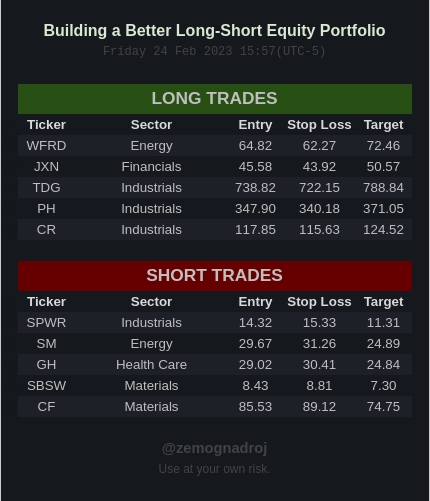 Building a Better Long-Short Equity Portfolio
Friday 24 Feb 2023 15:57(UTC-5)
LONG TRADES
Ticker Sector Entry Stop Loss Target
WFRD Energy 64.82 62.27 72.46
JXN Financials 45.58 43.92 50.57
TDG Industrials 738.82 722.15 788.84
PH Industrials 347.90 340.18 371.05
CR Industrials 117.85 115.63 124.52
SHORT TRADES
Ticker Sector Entry Stop Loss Target
SPWR Industrials 14.32 15.33 11.31
SM Energy 29.67 31.26 24.89
GH Health Care 29.02 30.41 24.84
SBSW Materials 8.43 8.81 7.30
CF Materials 85.53 89.12 74.75
@zemognadroj
Use at your own risk.